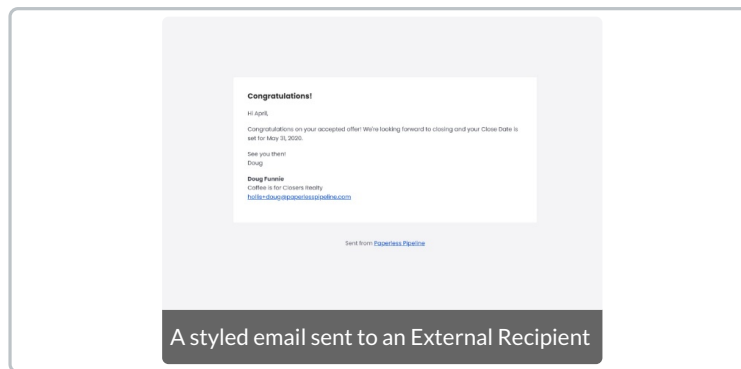 Congratulations!
Hi April,
Congratulations on your accepted offer! We're looking forward to closing and your Close Date is
set for May 31, 2020.
See you then!
Doug
Doug Funnie
Coffee is for Closers Realty
hollis+doug@paperlesspipeline.com
Sent from Paperless Pipeline
A styled email sent to an External Recipient